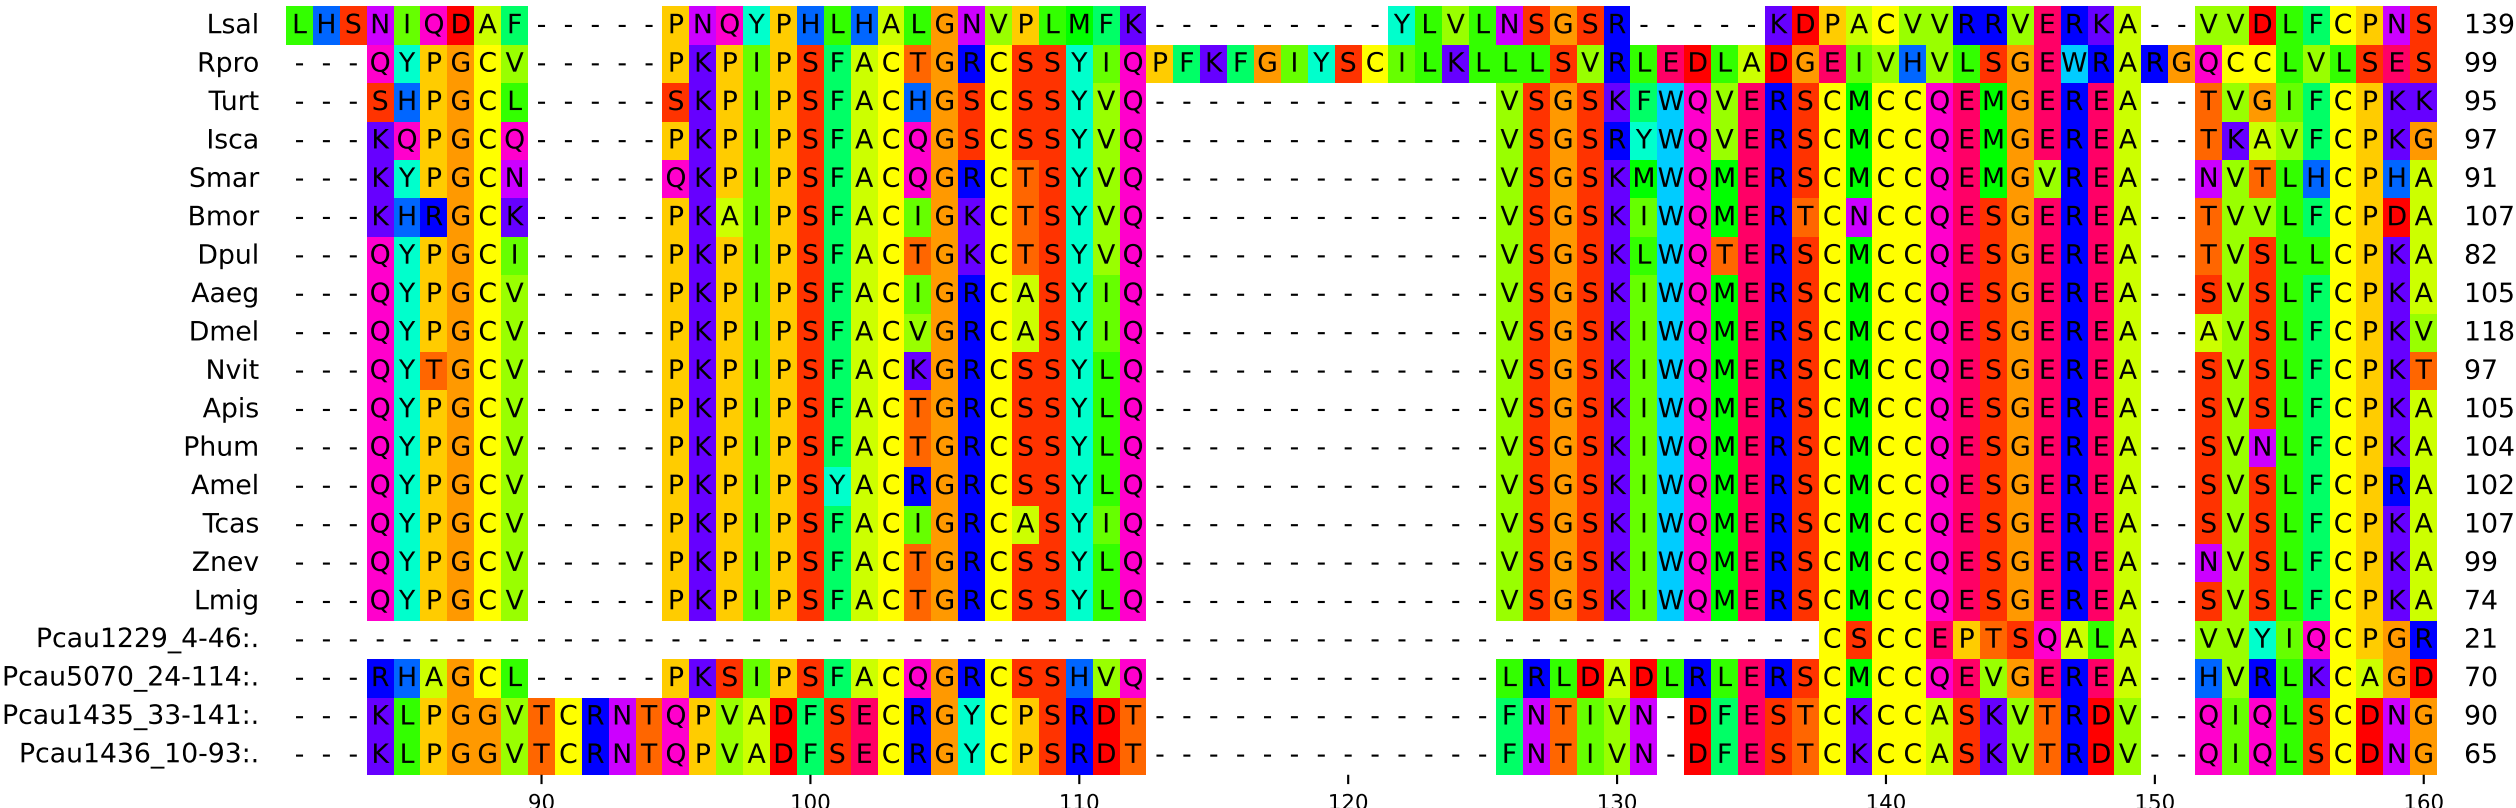 Lsal LHSNIQDAF-----PNQYPHLHALGNVPLMFK---------YLVLNSGSR-----KDPACVVRRVERKA--VVDLFCPNS 139
Rpro ---QYPGCV-----PKPIPSFACTGRCSSYIQPFKFGIYSCILKLLLSVRLEDLADGEIVHVLSGEWRARGQCCLVLSES 99
Turt ---SHPGCL-----SKPIPSFACHGSCSSYVQ-------------VSGSKFWQVERSCMCCQEMGEREA--TVGIFCPKK 95
Isca ---KQPGCQ-----PKPIPSFACQGSCSSYVQ-------------VSGSRYWQVERSCMCCQEMGEREA--TKAVFCPKG 97
Smar ---KYPGCN-----QKPIPSFACQGRCTSYVQ-------------VSGSKMWQMERSCMCCQEMGVREA--NVTLHCPHA 91
Bmor ---KHRGCK-----PKAIPSFACIGKCTSYVQ-------------VSGSKIWQMERTCNCCQESGEREA--TVVLFCPDA 107
Dpul ---QYPGCI-----PKPIPSFACTGKCTSYVQ-------------VSGSKLWQTERSCMCCQESGEREA--TVSLLCPKA 82
Aaeg ---QYPGCV-----PKPIPSFACIGRCASYIQ-------------VSGSKIWQMERSCMCCQESGEREA--SVSLFCPKA 105
Dmel ---QYPGCV-----PKPIPSFACVGRCASYIQ-------------VSGSKIWQMERSCMCCQESGEREA--AVSLFCPKV 118
Nvit ---QYTGCV-----PKPIPSFACKGRCSSYLQ-------------VSGSKIWQMERSCMCCQESGEREA--SVSLFCPKT 97
Apis ---QYPGCV-----PKPIPSFACTGRCSSYLQ-------------VSGSKIWQMERSCMCCQESGEREA--SVSLFCPKA 105
Phum ---QYPGCV-----PKPIPSFACTGRCSSYLQ-------------VSGSKIWQMERSCMCCQESGEREA--SVNLFCPKA 104
Amel ---QYPGCV-----PKPIPSYACRGRCSSYLQ-------------VSGSKIWQMERSCMCCQESGEREA--SVSLFCPRA 102
Tcas ---QYPGCV-----PKPIPSFACIGRCASYIQ-------------VSGSKIWQMERSCMCCQESGEREA--SVSLFCPKA 107
Znev ---QYPGCV-----PKPIPSFACTGRCSSYLQ-------------VSGSKIWQMERSCMCCQESGEREA--NVSLFCPKA 99
Lmig ---QYPGCV-----PKPIPSFACTGRCSSYLQ-------------VSGSKIWQMERSCMCCQESGEREA--SVSLFCPKA 74
Pcau1229_4-46:. ---------------------------------------------------------CSCCEPTSQALA--VVYIQCPGR 21
Pcau5070_24-114:. ---RHAGCL-----PKSIPSFACQGRCSSHVQ-------------LRLDADLRLERSCMCCQEVGEREA--HVRLKCAGD 70
Pcau1435_33-141:. ---KLPGGVTCRNTQPVADFSECRGYCPSRDT-------------FNTIVN-DFESTCKCCASKVTRDV--QIQLSCDNG 90
Pcau1436_10-93:. ---KLPGGVTCRNTQPVADFSECRGYCPSRDT-------------FNTIVN-DFESTCKCCASKVTRDV--QIQLSCDNG 65
90 100 110 120 130 140 150 160